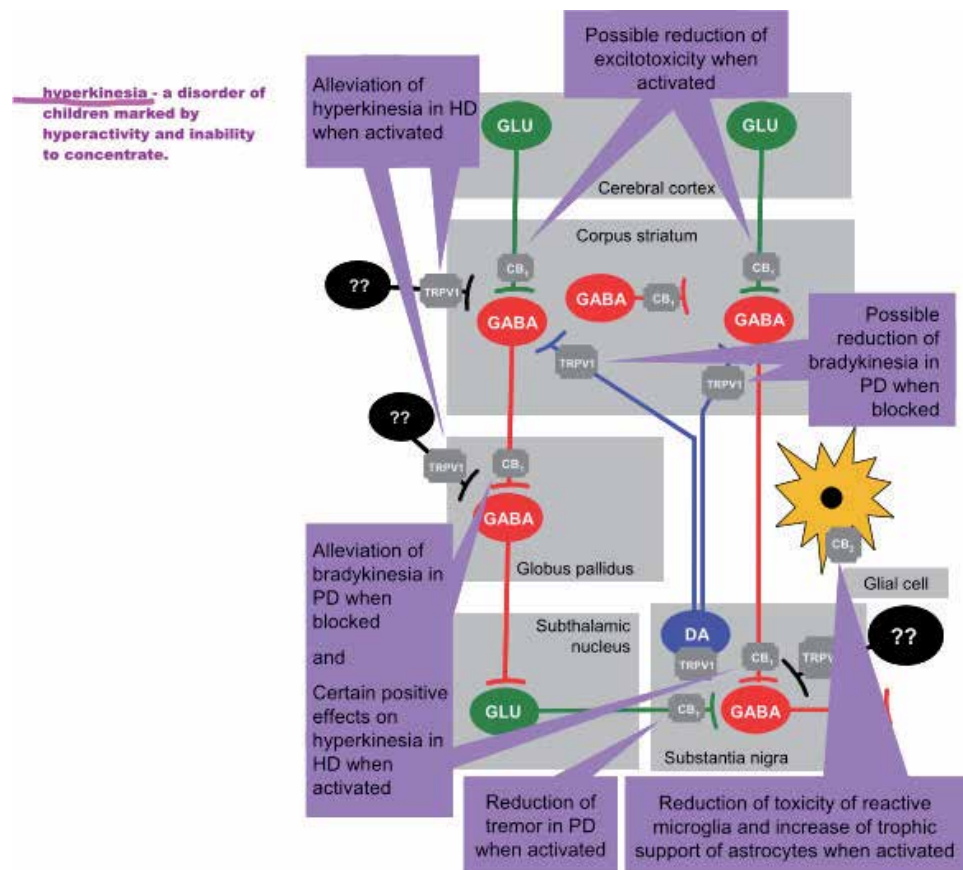 hyperkinesia - a disorder of
children marked by
hyperactivity and inability
to concentrate.
Alleviation of
hyperkinesia in HD
when activated
Possible reduction of
excitotoxicity when
activated
GLU
GLU
Cerebral cortex
Corpus striatum
??
TRPV1
CB1
GABA
GABA
CB1
CB1
GABA
TRPV1
TRPV1
Possible
reduction of
bradykinesia in
PD when
blocked
??
TRPV1
CB1
GABA
Globus pallidus
CB2
Glial cell
Alleviation of
bradykinesia in
PD when
blocked
and
Certain positive
effects on
hyperkinesia in
HD when
activated
Subthalamic
nucleus
GLU
DA
TRPV1
CB1
TRPV
??
CB1
GABA
Substantia nigra
Reduction of
tremor in PD
when activated
Reduction of toxicity of reactive
microglia and increase of trophic
support of astrocytes when activated